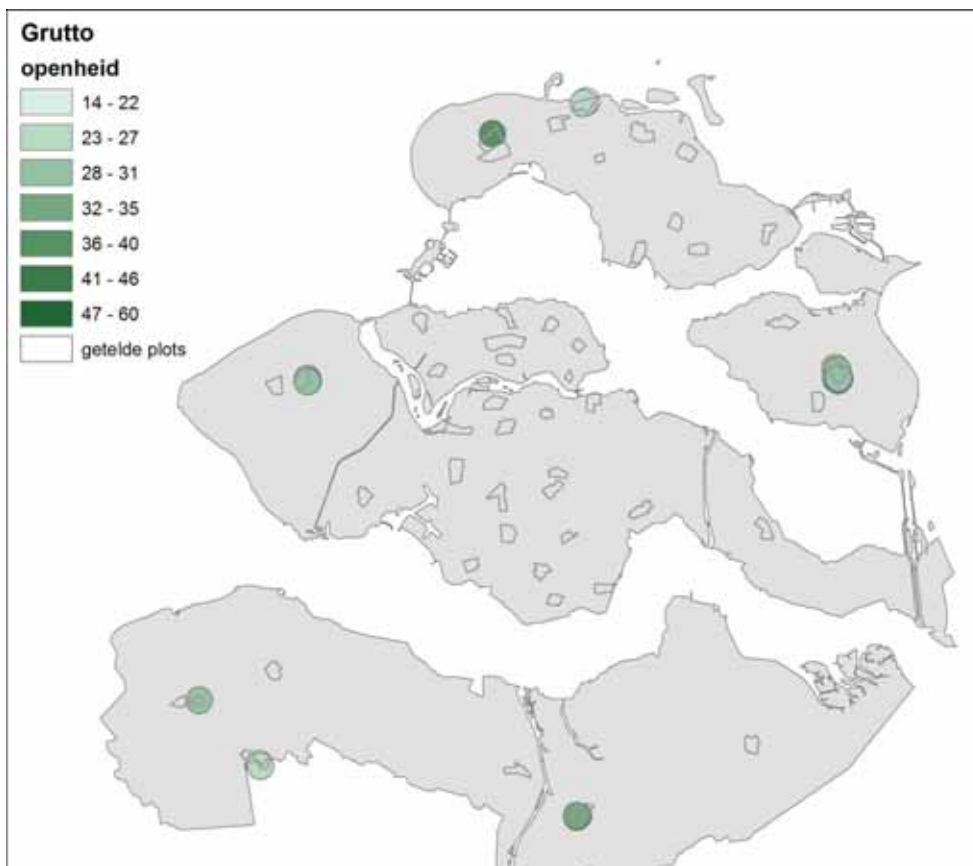 Grutto
openheid
14 - 22
23 - 27
28 - 31
32 - 35
36 - 40
41 - 46
47 - 60
getelde plots